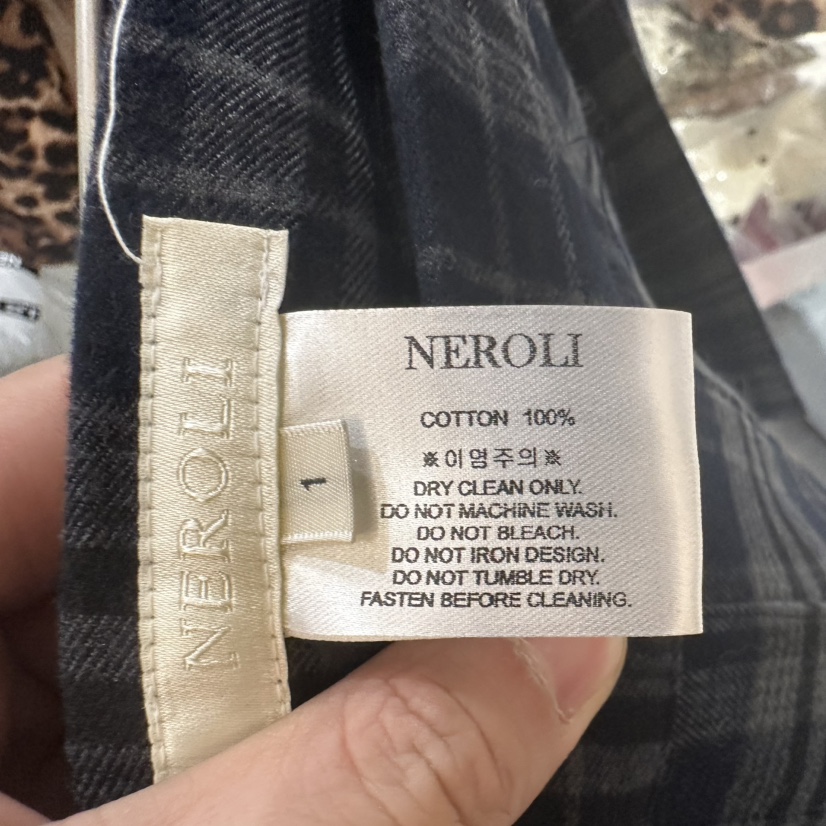 NEROLI
1
NEROLI
COTTON 100%
※이염주의※
DRY CLEAN ONLY.
DO NOT MACHINE WASH.
DO NOT BLEACH.
DO NOT IRON DESIGN.
DO NOT TUMBLE DRY.
FASTEN BEFORE CLEANING.